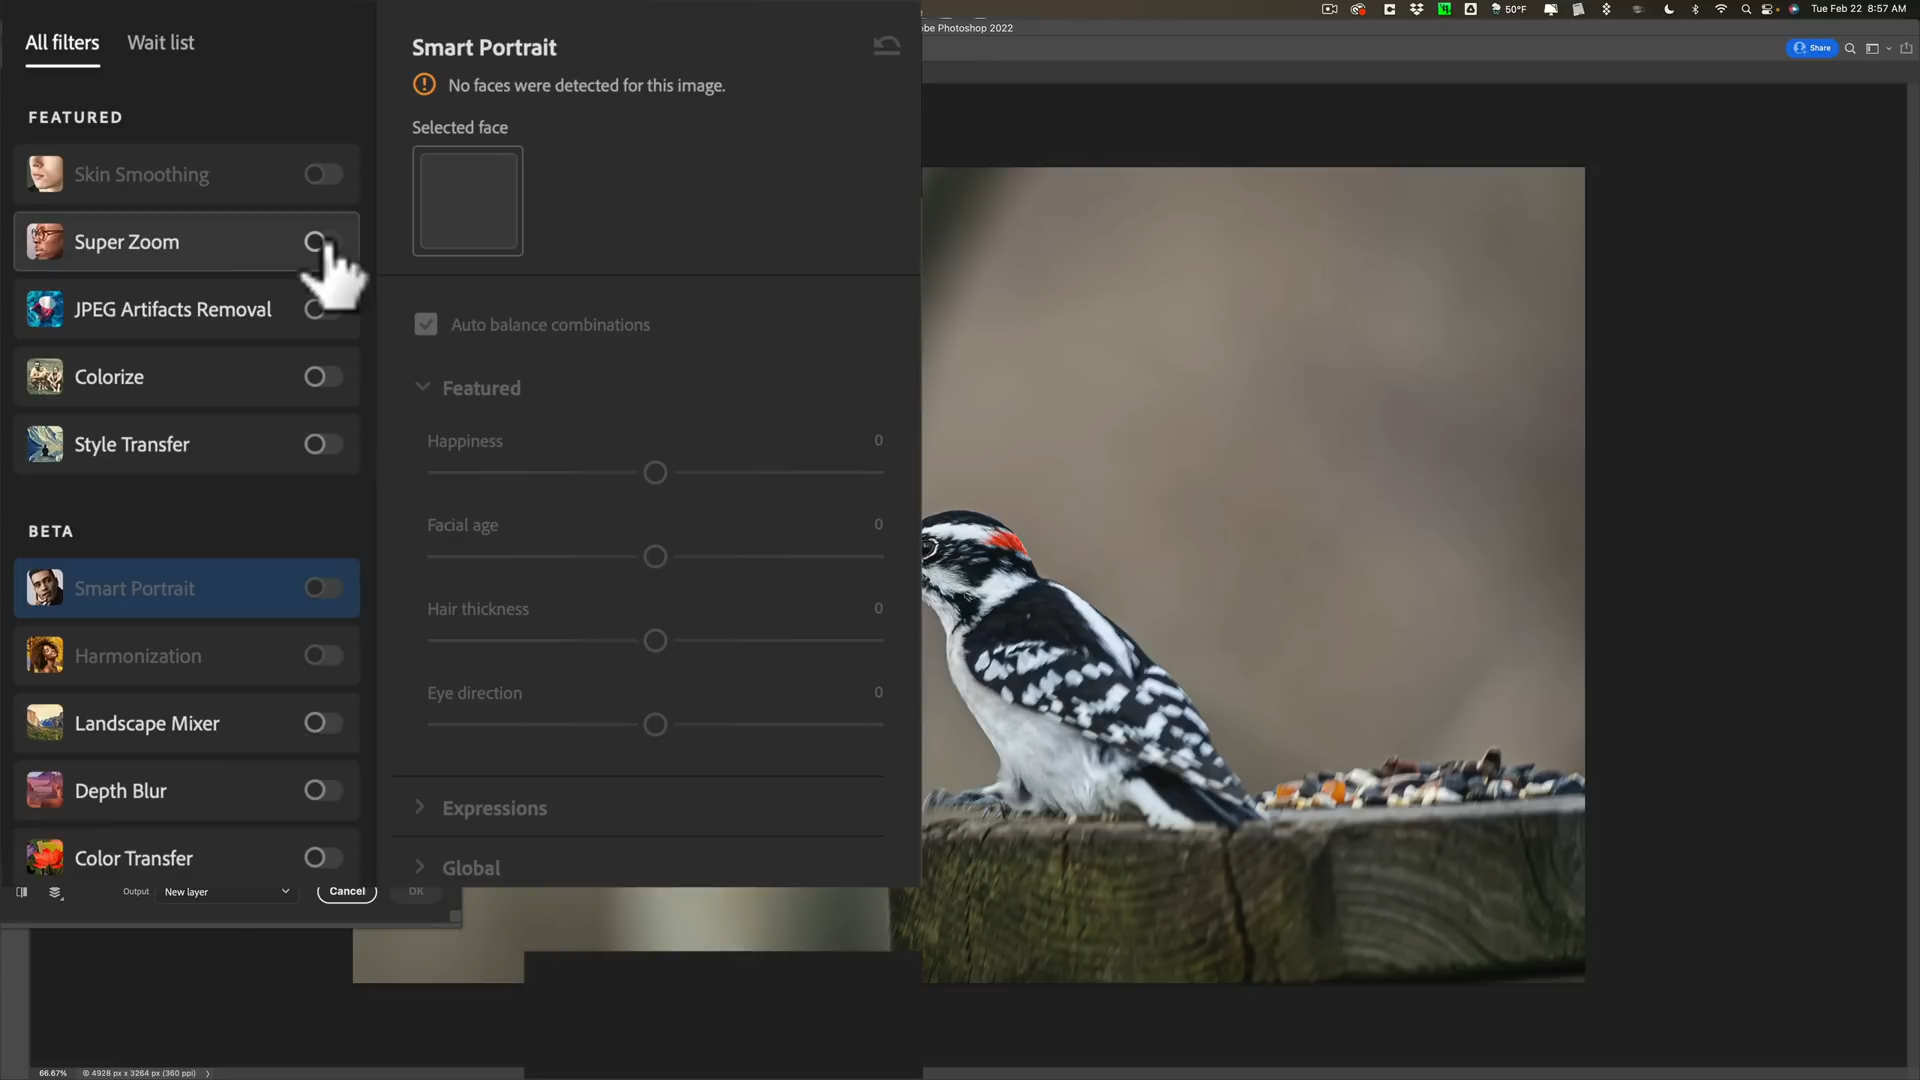 50°F
Tue Feb 22 8:57 AM
be Photoshop 2022
Share
All filters
Wait list
FEATURED
Skin Smoothing
Super Zoom
JPEG Artifacts Removal
Colorize
Style Transfer
BETA
Smart Portrait
Harmonization
Landscape Mixer
Depth Blur
Color Transfer
Smart Portrait
No faces were detected for this image.
Selected face
Auto balance combinations
Featured
Happiness 0
Facial age 0
Hair thickness 0
Eye direction 0
Expressions
Global
Output New layer Cancel OK
66.67% 4928 px x 3264 px (360 ppi)